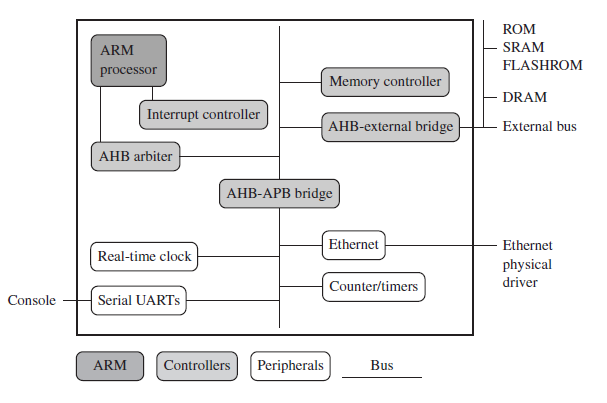 ARM
processor
Interrupt controller
AHB arbiter
Memory controller
AHB-external bridge
AHB-APB bridge
ROM
SRAM
FLASHROM
DRAM
External bus
Real-time clock
Ethernet
Ethernet
physical
driver
Console
Serial UARTs
Counter/timers
ARM
Controllers
Peripherals
Bus